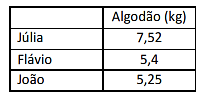 Algodão (kg)
Júlia 7,52
Flávio 5,4
João 5,25